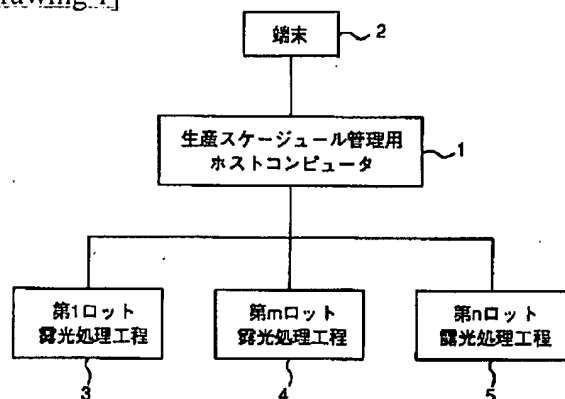 端末
2
生産スケージュール管理用
ホストコンピュータ
1
第1ロット
露光処理工程
第mロット
露光処理工程
第nロット
露光処理工程
3
4
5